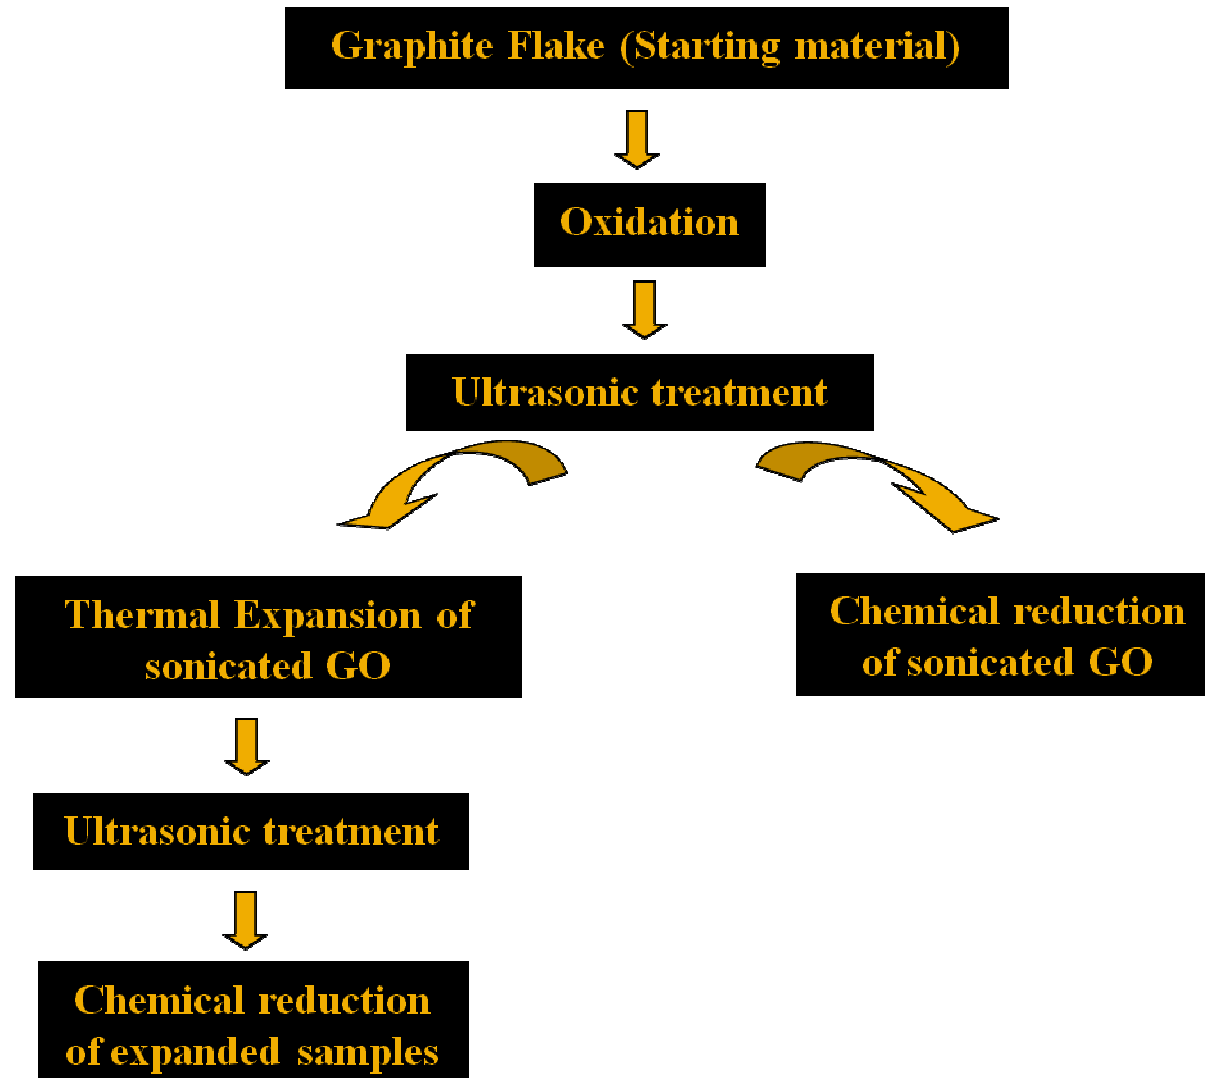 Graphite Flake (Starting material)
Oxidation
Ultrasonic treatment
Thermal Expansion of
sonicated GO
Chemical reduction
of sonicated GO
Ultrasonic treatment
Chemical reduction
of expanded samples